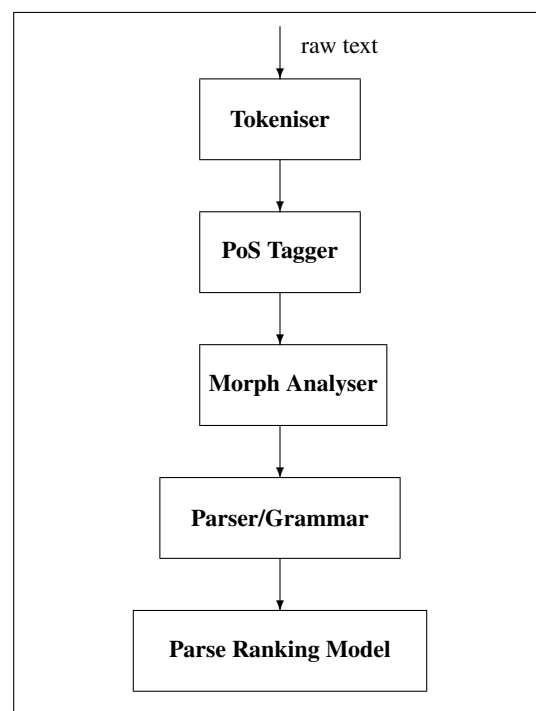 raw text
Tokeniser
PoS Tagger
Morph Analyser
Parser/Grammar
Parse Ranking Model